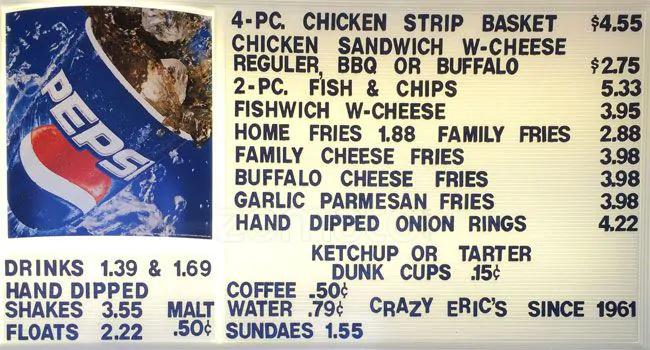 PEPSI
4-PC. CHICKEN STRIP BASKET $4.55
CHICKEN SANDWICH W-CHEESE
REGULER, BBQ OR BUFFALO $2.75
2-PC. FISH & CHIPS 5.33
FISHWICH W-CHEESE 3.95
HOME FRIES 1.88 FAMILY FRIES 2.88
FAMILY CHEESE FRIES 3.98
BUFFALO CHEESE FRIES 3.98
GARLIC PARMESAN FRIES 3.98
HAND DIPPED ONION RINGS 4.22
KETCHUP OR TARTER
DUNK CUPS .15¢
DRINKS 1.39 & 1.69
HAND DIPPED
SHAKES 3.55 MALT
FLOATS 2.22 .50¢
COFFEE .50¢
WATER .79¢ CRAZY ERIC'S SINCE 1961
SUNDAES 1.55